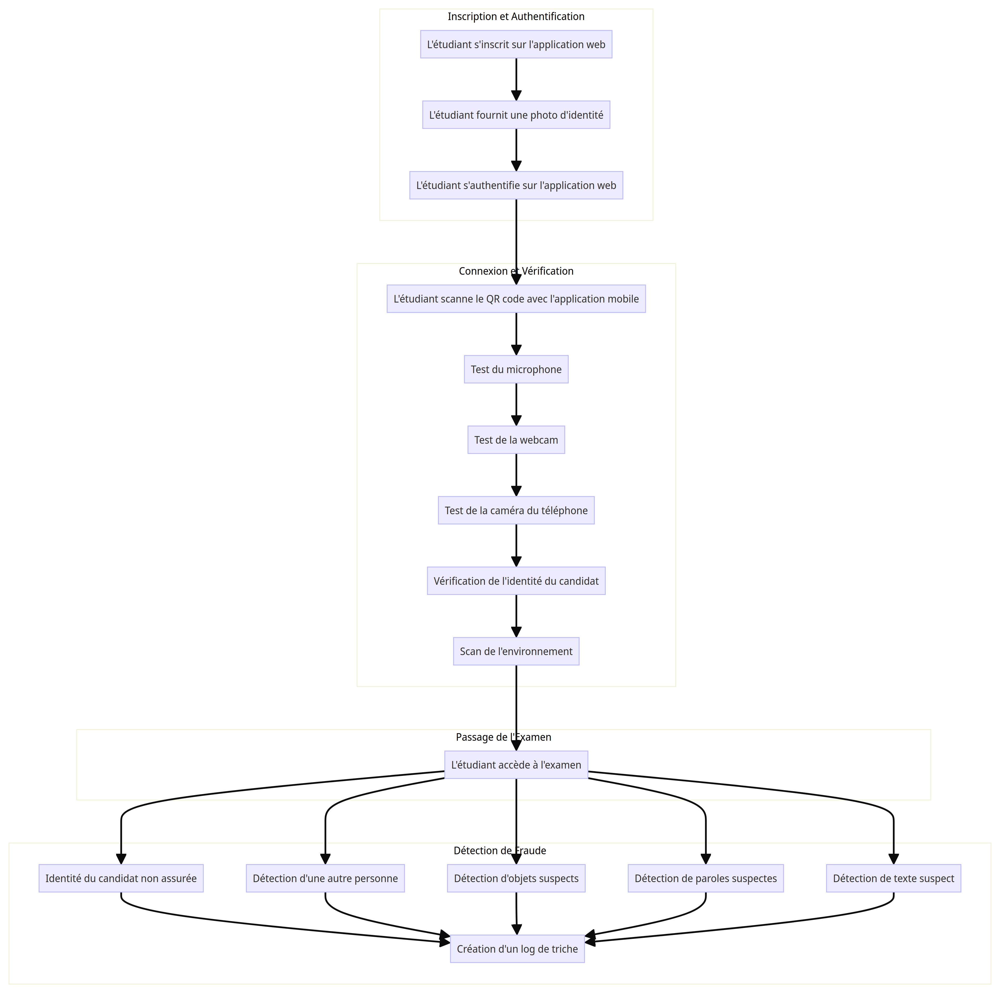 Inscription et Authentification
L'étudiant s'inscrit sur l'application web
L'étudiant fournit une photo d'identité
L'étudiant s'authentifie sur l'application web
Connexion et Vérification
L'étudiant scanne le QR code avec l'application mobile
Test du microphone
Test de la webcam
Test de la caméra du téléphone
Vérification de l'identité du candidat
Scan de l'environnement
Passage de l'Examen
L'étudiant accède à l'examen
Détection de Fraude
Identité du candidat non assurée
Détection d'une autre personne
Détection d'objets suspects
Détection de paroles suspectes
Détection de texte suspect
Création d'un log de triche